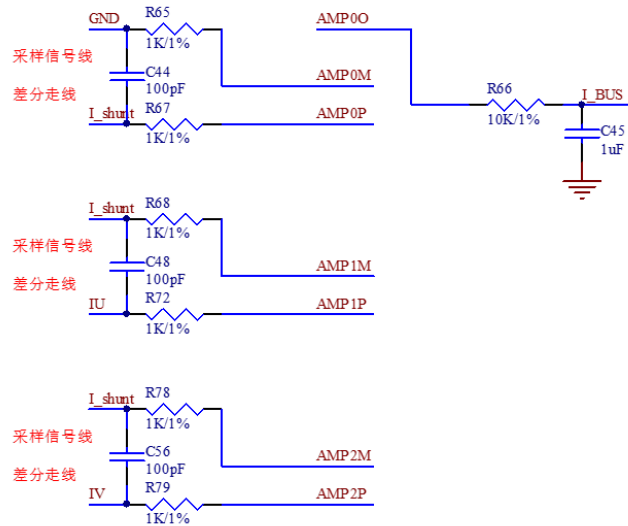 GND
R65
1K/1%
AMP0O
采样信号线
C44
100pF
AMP0M
差分走线
I_shunt
R67
1K/1%
AMP0P
R66
10K/1%
I_BUS
C45
1uF
I_shunt
R68
1K/1%
采样信号线
C48
100pF
AMP1M
差分走线
IU
R72
1K/1%
AMP1P
I_shunt
R78
1K/1%
采样信号线
C56
100pF
AMP2M
差分走线
IV
R79
1K/1%
AMP2P